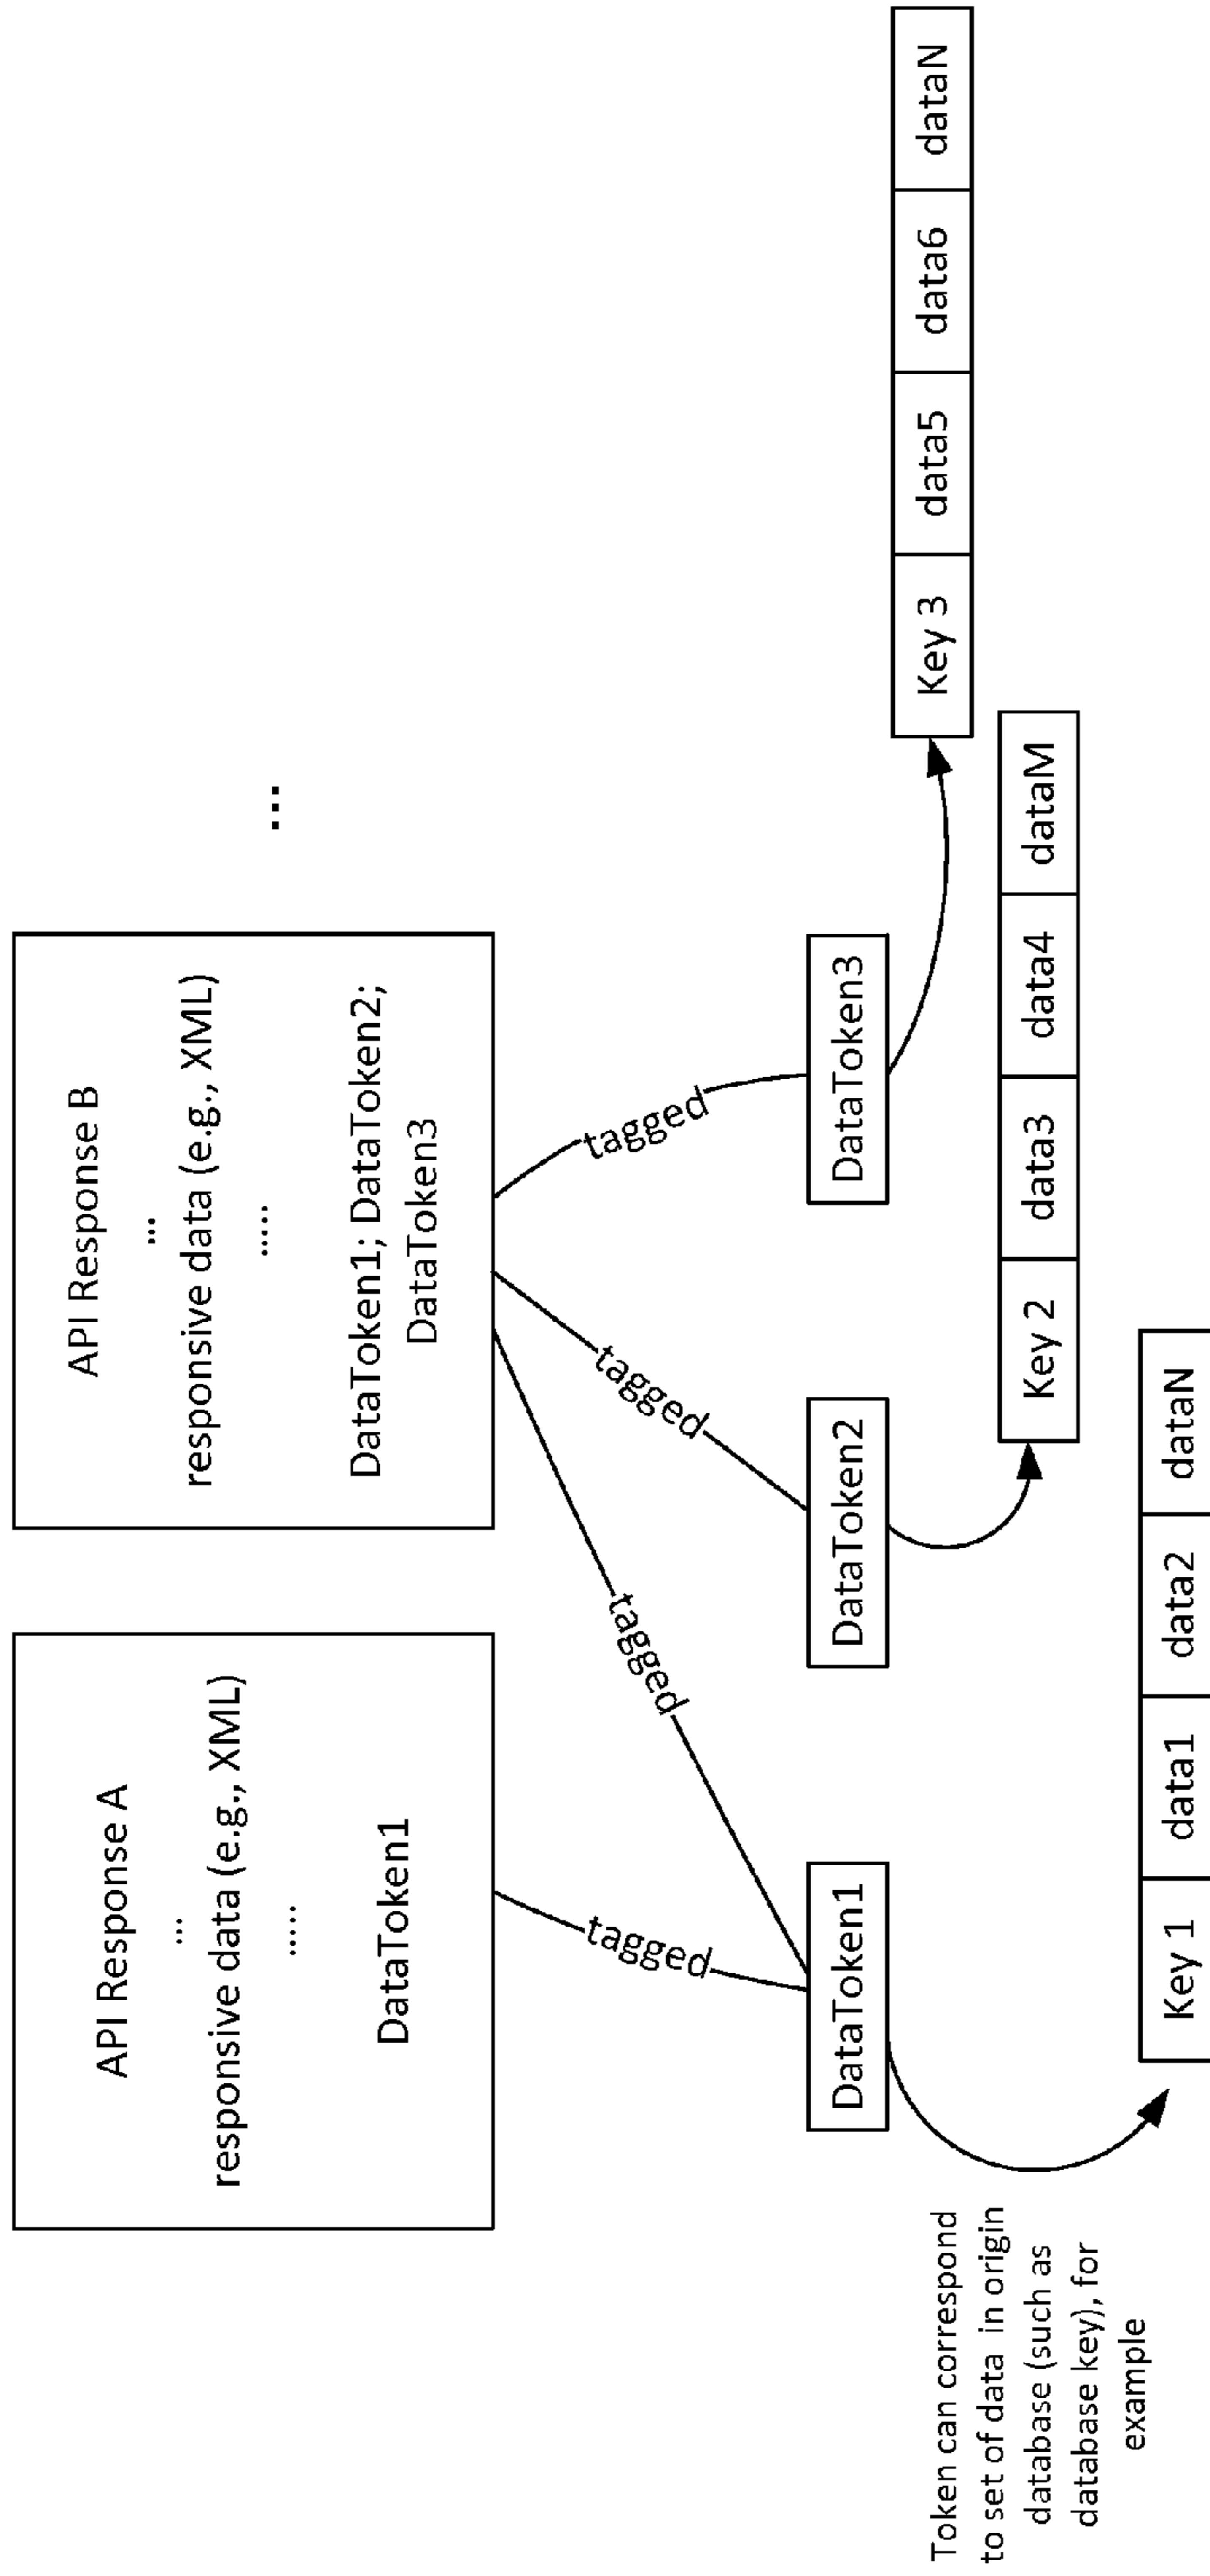 API Response A
...
responsive data (e.g., XML)
.....
DataToken1
API Response B
...
responsive data (e.g., XML)
.....
DataToken1; DataToken2;
DataToken3
...
tagged
tagged
tagged
tagged
DataToken1
DataToken2
DataToken3
Key 3 data5 data6 dataN
Key 2 data3 data4 dataM
Key 1 data1 data2 dataN
Token can correspond
to set of data in origin
database (such as
database key), for
example